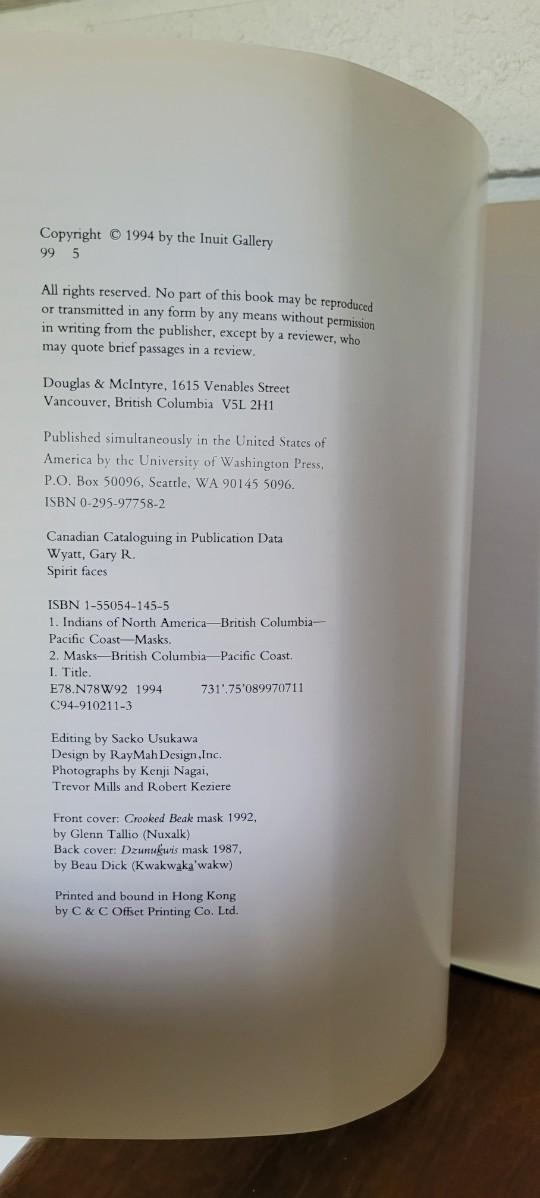 Copyright © 1994 by the Inuit Gallery
99 5
All rights reserved. No part of this book may be reproduced
or transmitted in any form by any means without permission
in writing from the publisher, except by a reviewer, who
may quote brief passages in a review.
Douglas & McIntyre, 1615 Venables Street
Vancouver, British Columbia V5L 2H1
Published simultaneously in the United States of
America by the University of Washington Press,
P.O. Box 50096, Seattle, WA 90145 5096.
ISBN 0-295-97758-2
Canadian Cataloguing in Publication Data
Wyatt, Gary R.
Spirit faces
ISBN 1-55054-145-5
1. Indians of North America—British Columbia—
Pacific Coast—Masks.
2. Masks—British Columbia—Pacific Coast.
I. Title.
E78.N78W92 1994 731'.75'089970711
C94-910211-3
Editing by Saeko Usukawa
Design by RayMahDesign,Inc.
Photographs by Kenji Nagai,
Trevor Mills and Robert Keziere
Front cover: Crooked Beak mask 1992,
by Glenn Tallio (Nuxalk)
Back cover: Dzunuḵwis mask 1987,
by Beau Dick (Kwakwa̱ka̱'wakw)
Printed and bound in Hong Kong
by C & C Offset Printing Co. Ltd.